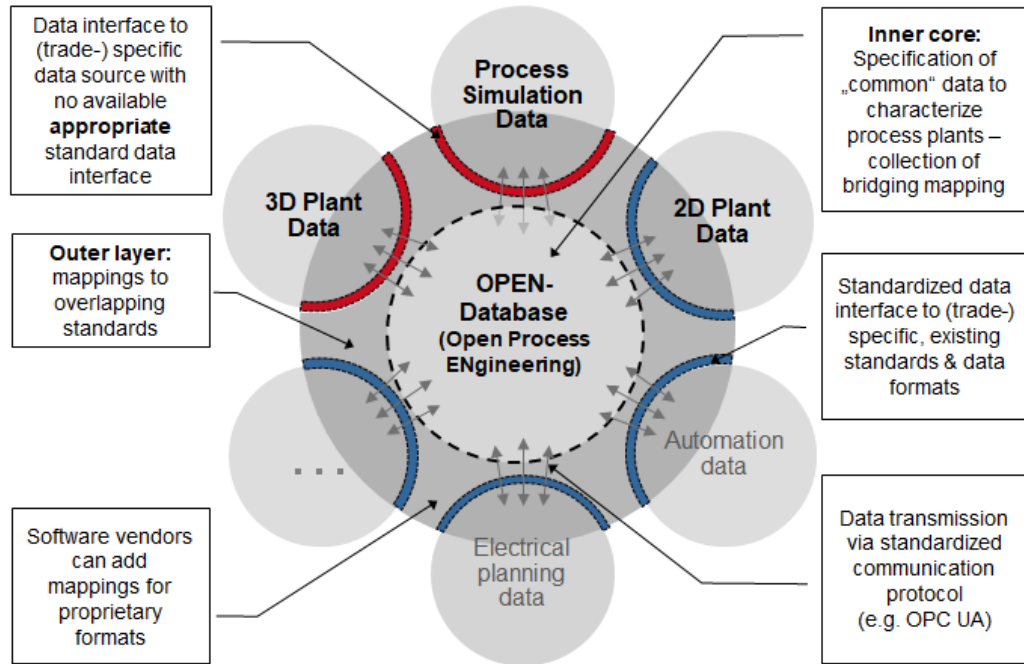 Data interface to
(trade-) specific
data source with
no available
appropriate
standard data
interface
Process
Simulation
Data
Inner core:
Specification of
„common“ data to
characterize
process plants –
collection of
bridging mapping
3D Plant
Data
2D Plant
Data
Outer layer:
mappings to
overlapping
standards
OPEN-
Database
(Open Process
ENgineering)
Standardized data
interface to (trade-)
specific, existing
standards & data
formats
. . .
Automation
data
Software vendors
can add
mappings for
proprietary
formats
Electrical
planning
data
Data transmission
via standardized
communication
protocol
(e.g. OPC UA)